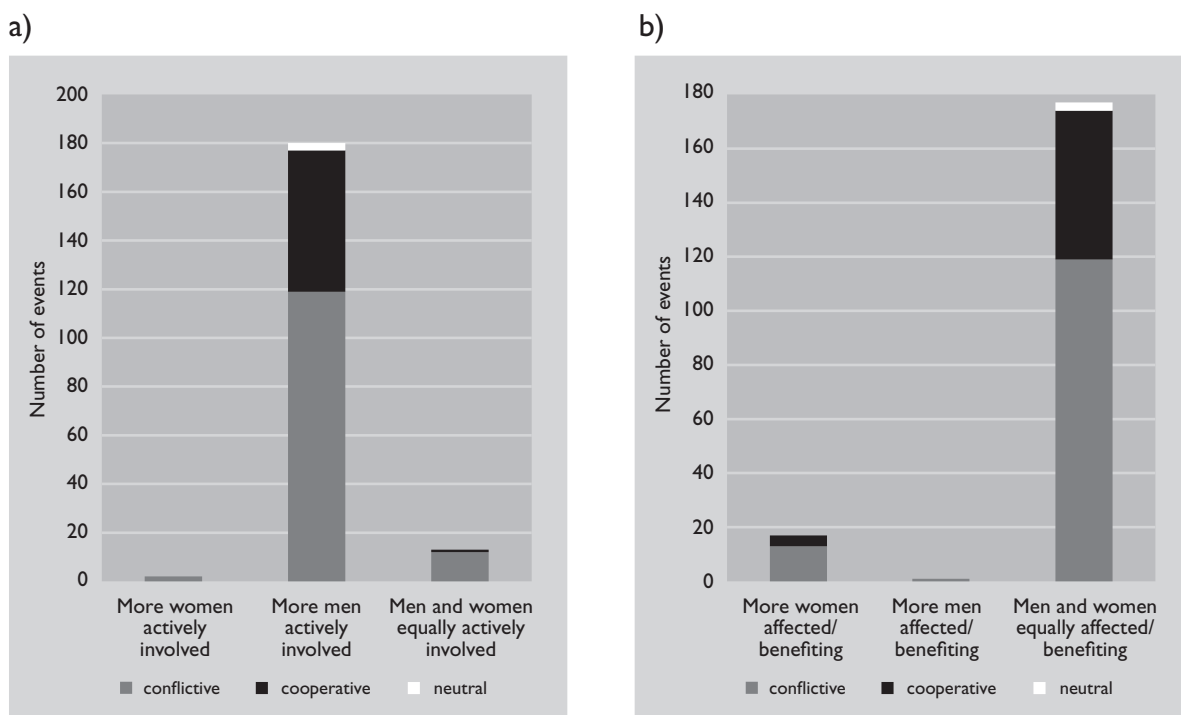 a)
Number of events
200
180
160
140
120
100
80
60
40
20
0
More women
actively
involved
More men
actively
involved
Men and women
equally actively
involved
conflictive cooperative neutral
b)
Number of events
180
160
140
120
100
80
60
40
20
0
More women
affected/
benefiting
More men
affected/
benefiting
Men and women
equally affected/
benefiting
conflictive cooperative neutral